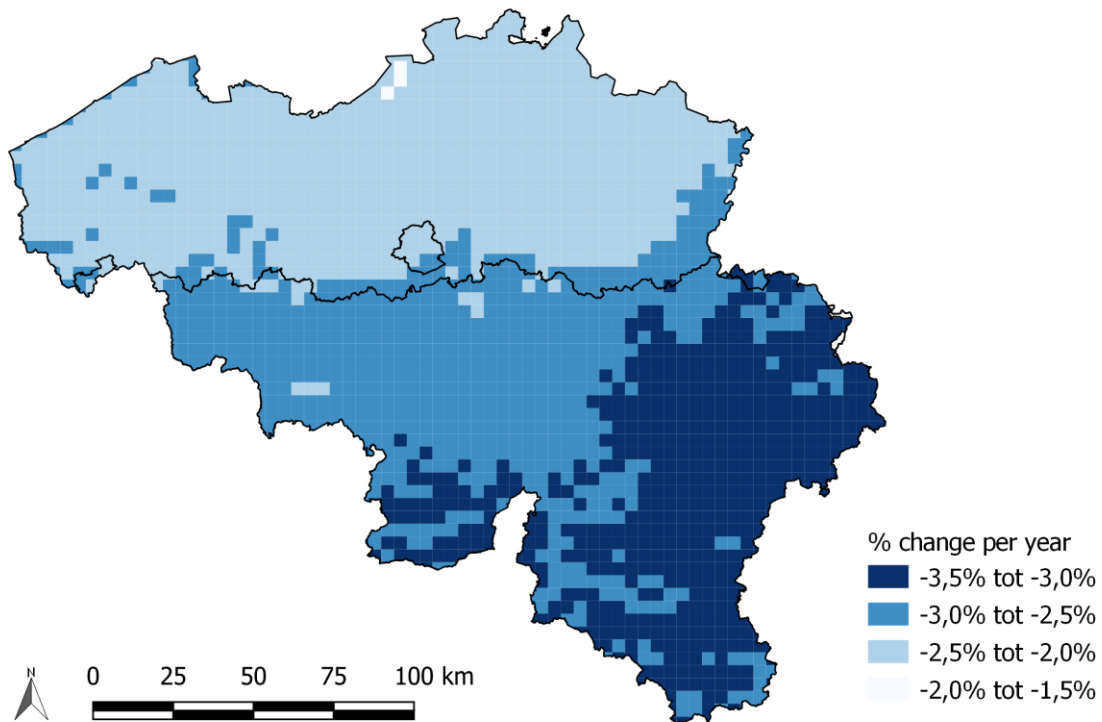 % change per year
-3,5% tot -3,0%
-3,0% tot -2,5%
-2,5% tot -2,0%
-2,0% tot -1,5%
N
0 25 50 75 100 km